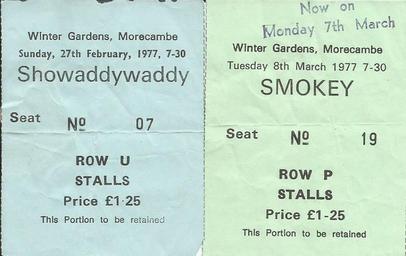 Winter Gardens, Morecambe
Sunday, 27th February, 1977, 7-30
Showaddywaddy
Seat No 07
ROW U
STALLS
Price £1·25
This Portion to be retained
Now on
Monday 7th March
Winter Gardens, Morecambe
Tuesday 8th March 1977 7-30
SMOKEY
Seat No 19
ROW P
STALLS
Price £1-25
This Portion to be retained